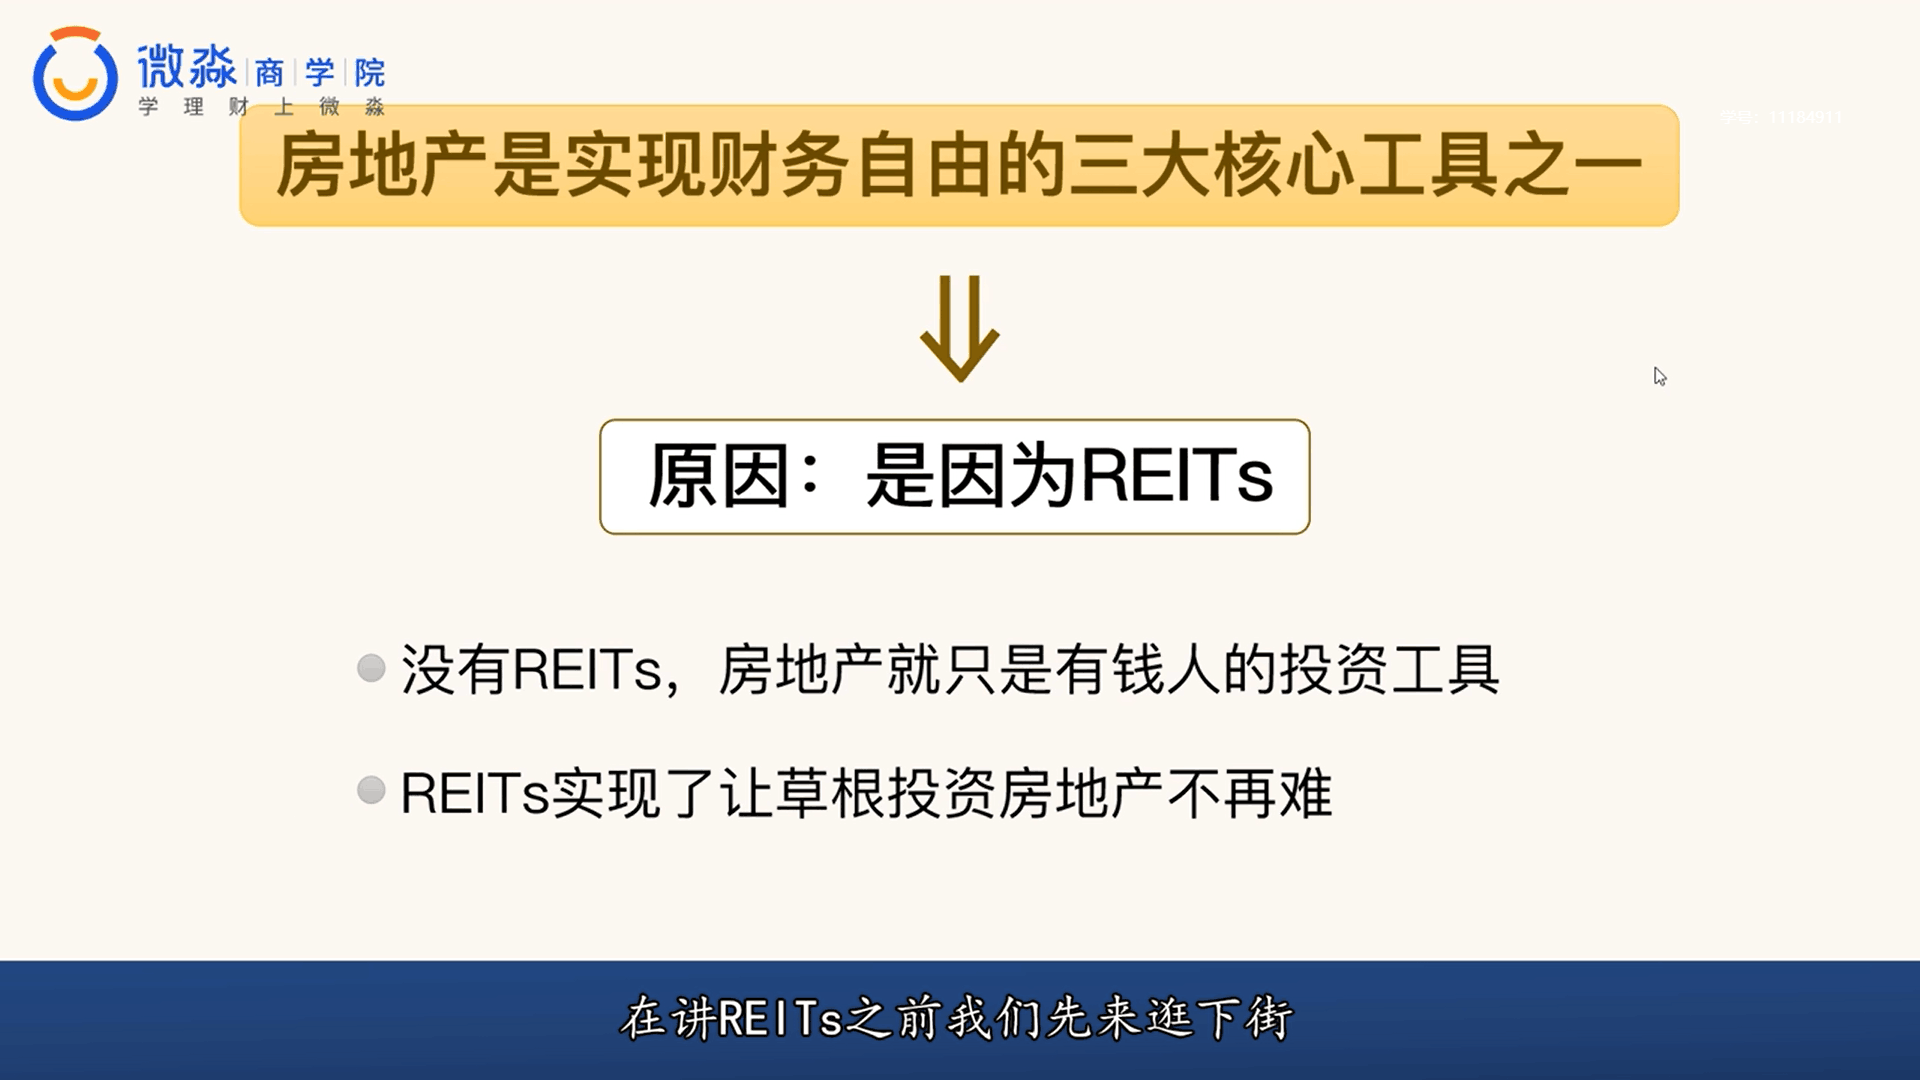 微淼商学院
学理财上微淼
学号：11184911
房地产是实现财务自由的三大核心工具之一
原因：是因为REITs
没有REITs，房地产就只是有钱人的投资工具
REITs实现了让草根投资房地产不再难
在讲REITs之前我们先来逛下街